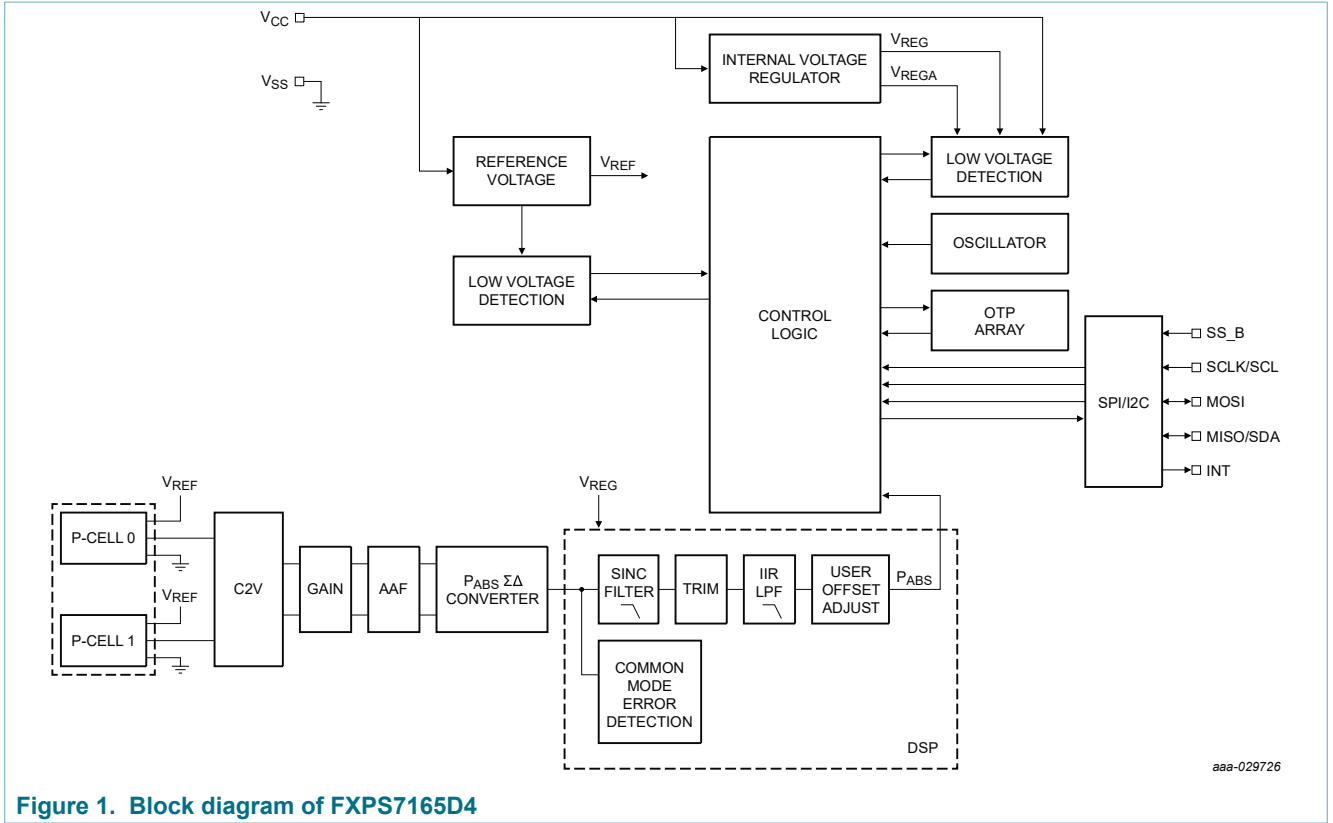 VCC
VSS
INTERNAL VOLTAGE
REGULATOR
VREG
VREGA
REFERENCE
VOLTAGE
VREF
LOW VOLTAGE
DETECTION
CONTROL
LOGIC
LOW VOLTAGE
DETECTION
OSCILLATOR
OTP
ARRAY
SPI/I2C
SS_B
SCLK/SCL
MOSI
MISO/SDA
INT
VREF
P-CELL 0
VREF
P-CELL 1
C2V
GAIN
AAF
PABS ΣΔ
CONVERTER
VREG
SINC
FILTER
TRIM
IIR
LPF
USER
OFFSET
ADJUST
PABS
COMMON
MODE
ERROR
DETECTION
DSP
aaa-029726
Figure 1. Block diagram of FXPS7165D4